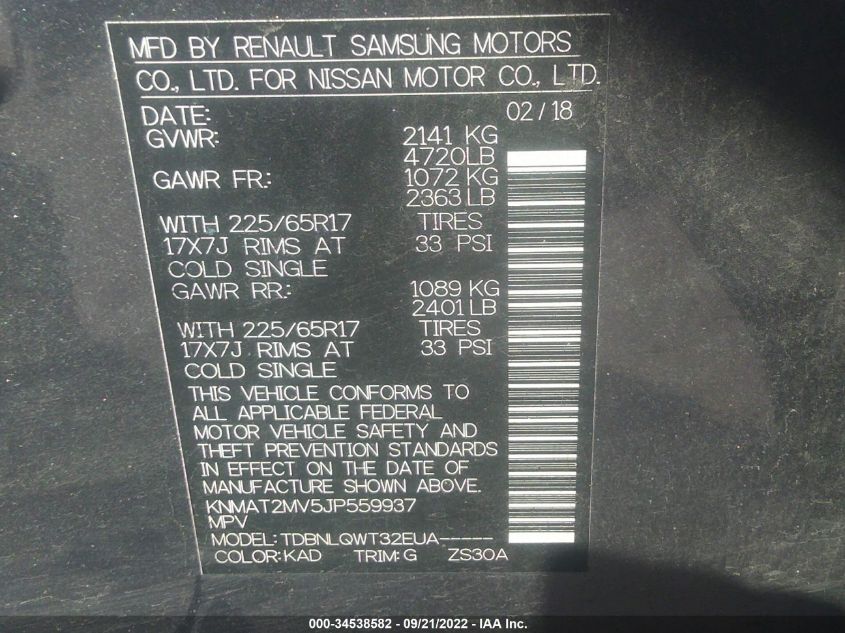 MFD BY RENAULT SAMSUNG MOTORS
CO., LTD. FOR NISSAN MOTOR CO., LTD.
DATE: 02/18
GVWR: 2141 KG
4720LB
GAWR FR.: 1072 KG
2363 LB
WITH 225/65R17 TIRES
17X7J RIMS AT 33 PSI
COLD SINGLE
GAWR RR.: 1089 KG
2401 LB
WITH 225/65R17 TIRES
17X7J RIMS AT 33 PSI
COLD SINGLE
THIS VEHICLE CONFORMS TO
ALL APPLICABLE FEDERAL
MOTOR VEHICLE SAFETY AND
THEFT PREVENTION STANDARDS
IN EFFECT ON THE DATE OF
MANUFACTURE SHOWN ABOVE.
KNMAT2MV5JP559937
MPV
MODEL: TDBNLQWT32EUA-----
COLOR: KAD TRIM: G ZS30A
000-34538582 / 09/21/2022 - IAA Inc.